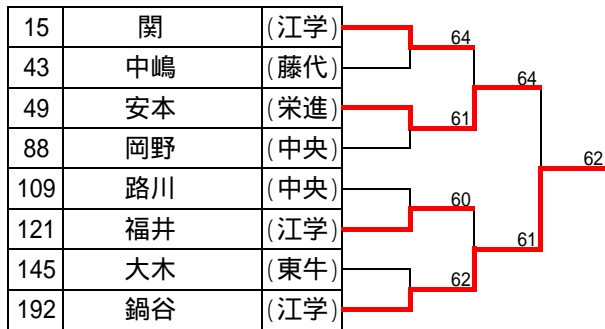 15 関 (江学)
43 中嶋 (藤代)
49 安本 (栄進)
88 岡野 (中央)
109 路川 (中央)
121 福井 (江学)
145 大木 (東牛)
192 鍋谷 (江学)
64
61
60
62
64
61
62